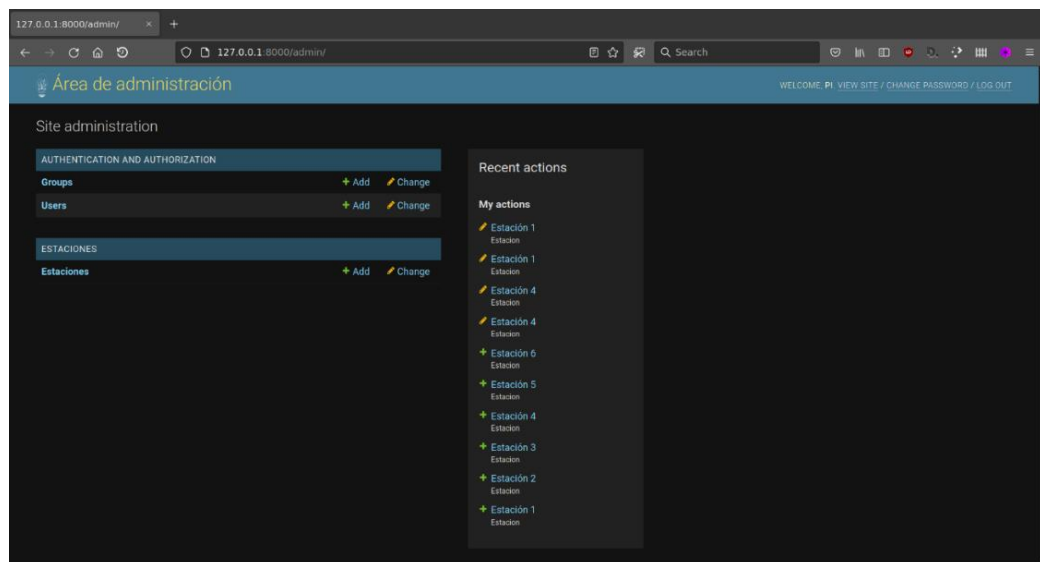 127.0.0.1:8000/admin/
127.0.0.1:8000/admin/
Search
Área de administración
WELCOME, PI. VIEW SITE / CHANGE PASSWORD / LOG OUT
Site administration
AUTHENTICATION AND AUTHORIZATION
Groups Add Change
Users Add Change
ESTACIONES
Estaciones Add Change
Recent actions
My actions
Estación 1
Estacion
Estación 1
Estacion
Estación 4
Estacion
Estación 4
Estacion
Estación 6
Estacion
Estación 5
Estacion
Estación 4
Estacion
Estación 3
Estacion
Estación 2
Estacion
Estación 1
Estacion